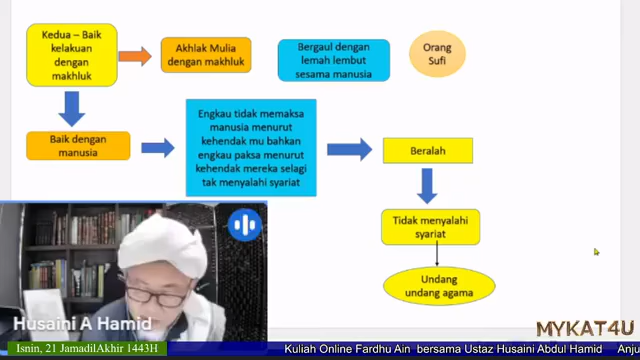 Kedua – Baik
kelakuan
dengan
makhluk
Akhlak Mulia
dengan makhluk
Bergaul dengan
lemah lembut
sesama manusia
Orang
Sufi
Baik dengan
manusia
Engkau tidak memaksa
manusia menurut
kehendak mu bahkan
engkau paksa menurut
kehendak mereka selagi
tak menyalahi syariat
Beralah
Tidak menyalahi
syariat
Undang
undang agama
Husaini A Hamid
MYKAT4U
Isnin, 21 JamadilAkhir 1443H
Kuliah Online Fardhu Ain bersama Ustaz Husaini Abdul Hamid Anju